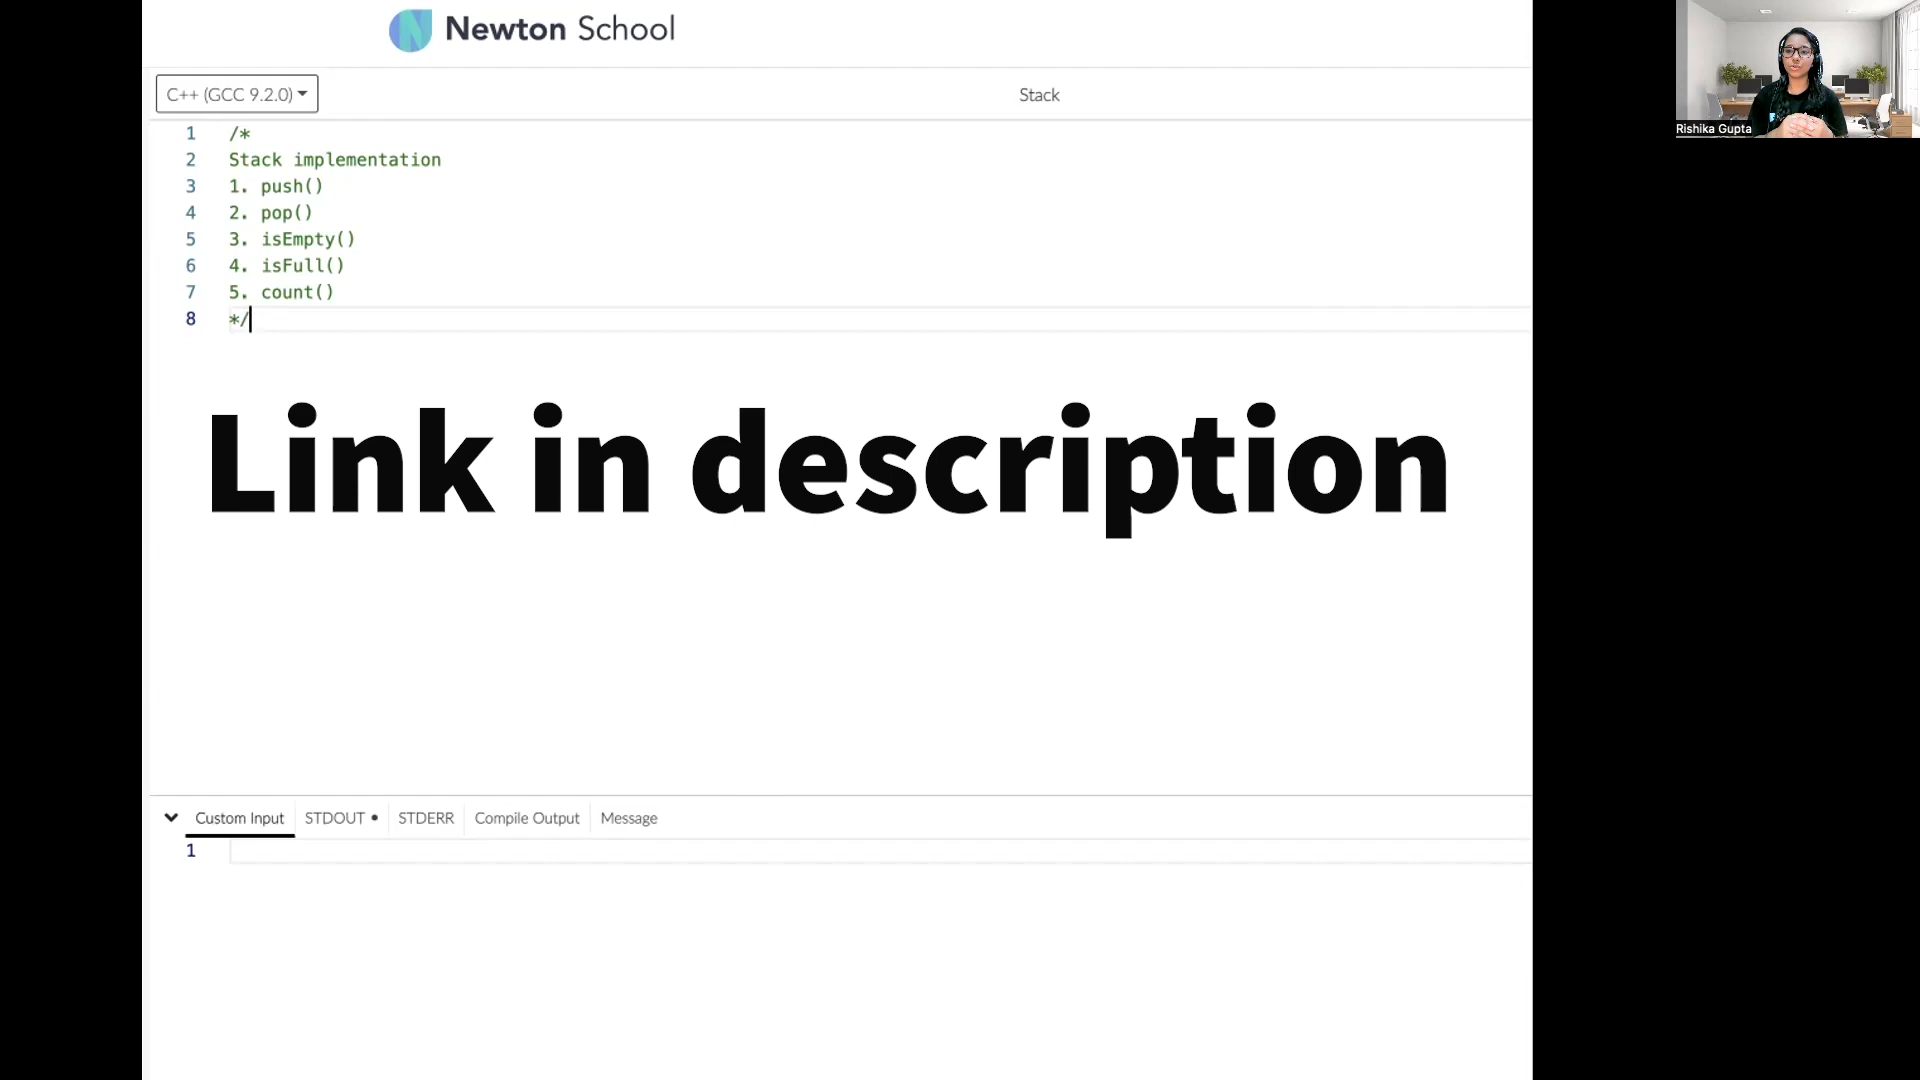 Newton School
C++ (GCC 9.2.0)
Stack
1 /*
2 Stack implementation
3 1. push()
4 2. pop()
5 3. isEmpty()
6 4. isFull()
7 5. count()
8 */
Link in description
Custom Input STDOUT • STDERR Compile Output Message
1
Rishika Gupta